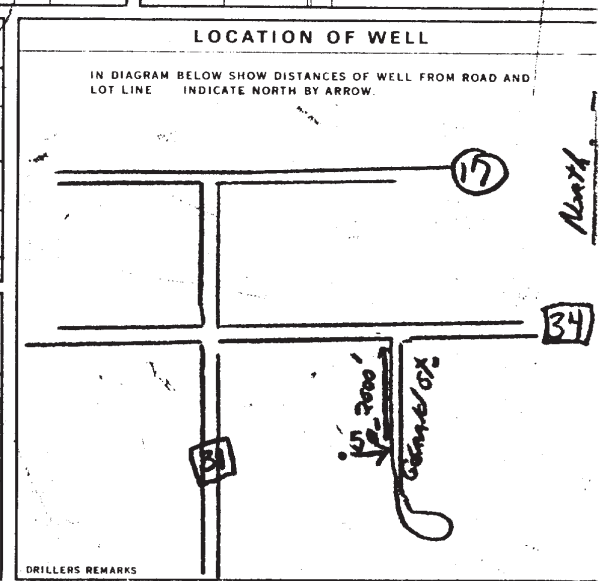 LOCATION OF WELL
IN DIAGRAM BELOW SHOW DISTANCES OF WELL FROM ROAD AND
LOT LINE INDICATE NORTH BY ARROW.
17
North
34
31
DRILLERS REMARKS